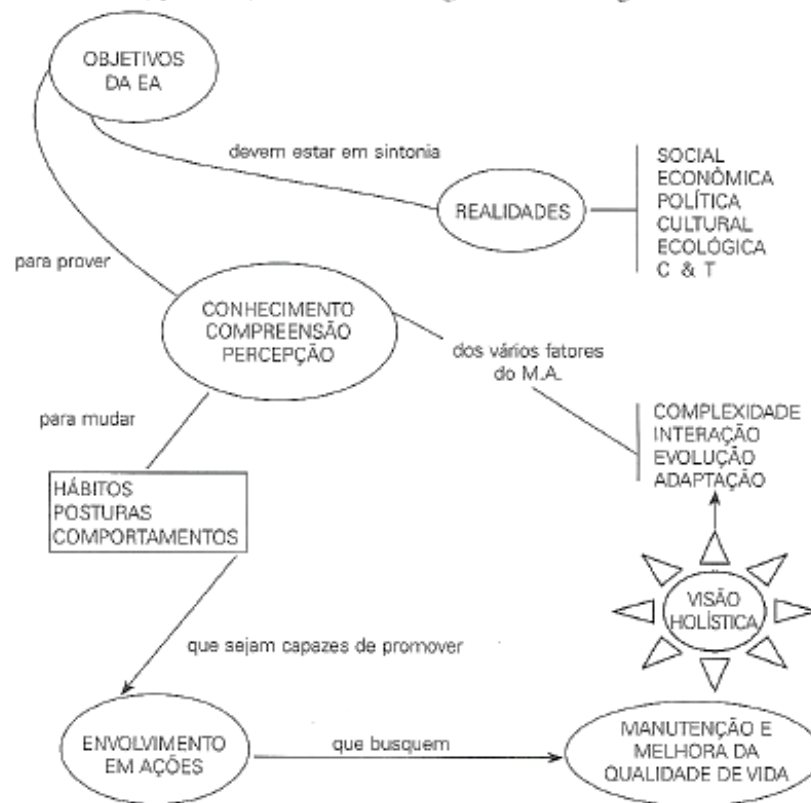 OBJETIVOS
DA EA
devem estar em sintonia
REALIDADES
SOCIAL
ECONÔMICA
POLÍTICA
CULTURAL
ECOLÓGICA
C & T
para prover
CONHECIMENTO
COMPREENSÃO
PERCEPÇÃO
dos vários fatores
do M.A.
COMPLEXIDADE
INTERAÇÃO
EVOLUÇÃO
ADAPTAÇÃO
para mudar
HÁBITOS
POSTURAS
COMPORTAMENTOS
VISÃO
HOLÍSTICA
que sejam capazes de promover
ENVOLVIMENTO
EM AÇÕES
que busquem
MANUTENÇÃO E
MELHORA DA
QUALIDADE DE VIDA